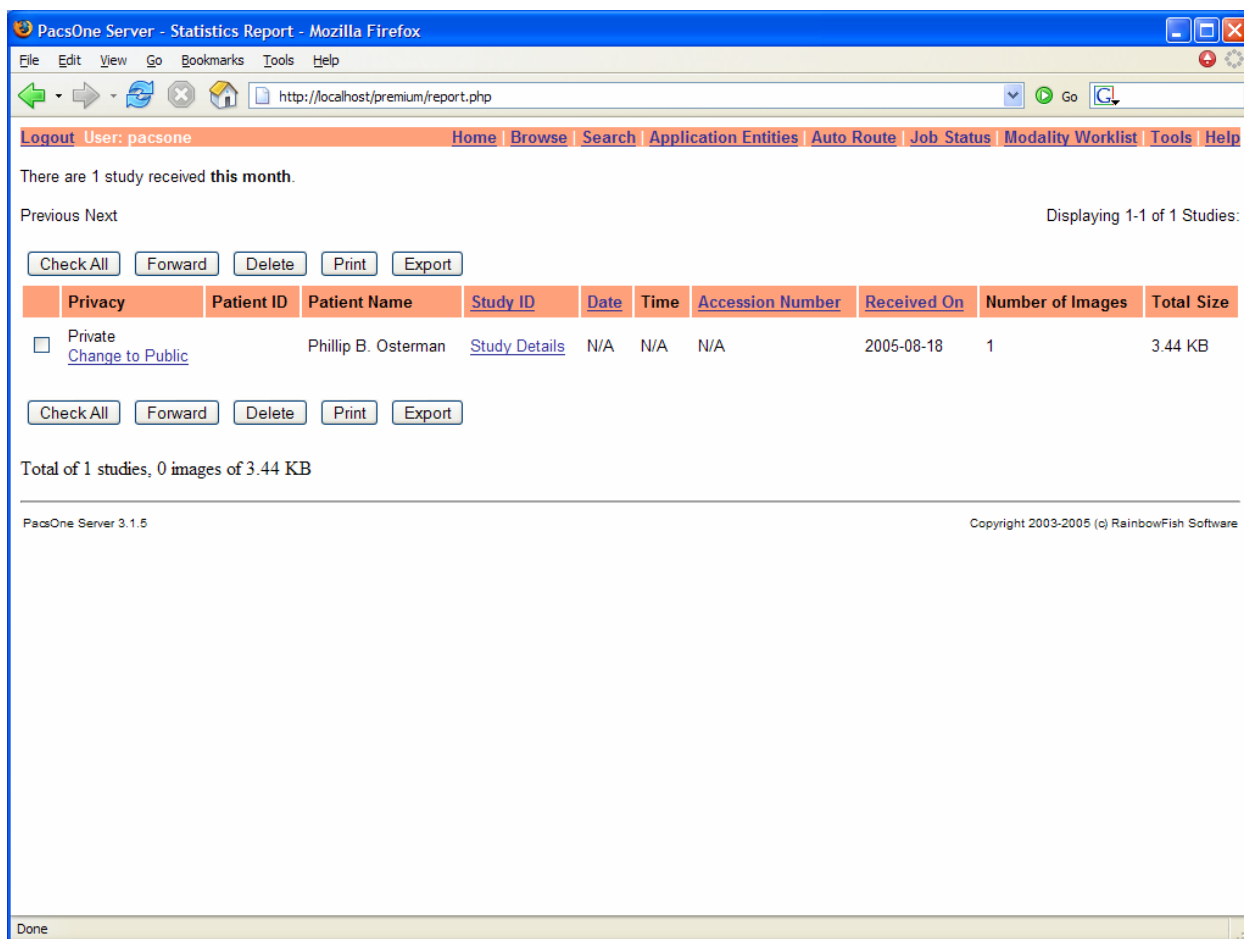 PacsOne Server - Statistics Report - Mozilla Firefox
File Edit View Go Bookmarks Tools Help
http://localhost/premium/report.php Go G
Logout User: pacsone Home | Browse | Search | Application Entities | Auto Route | Job Status | Modality Worklist | Tools | Help
There are 1 study received this month.
Previous Next Displaying 1-1 of 1 Studies:
Check All Forward Delete Print Export
Privacy Patient ID Patient Name Study ID Date Time Accession Number Received On Number of Images Total Size
Private
Change to Public Phillip B. Osterman Study Details N/A N/A N/A 2005-08-18 1 3.44 KB
Check All Forward Delete Print Export
Total of 1 studies, 0 images of 3.44 KB
PacsOne Server 3.1.5 Copyright 2003-2005 (c) RainbowFish Software
Done